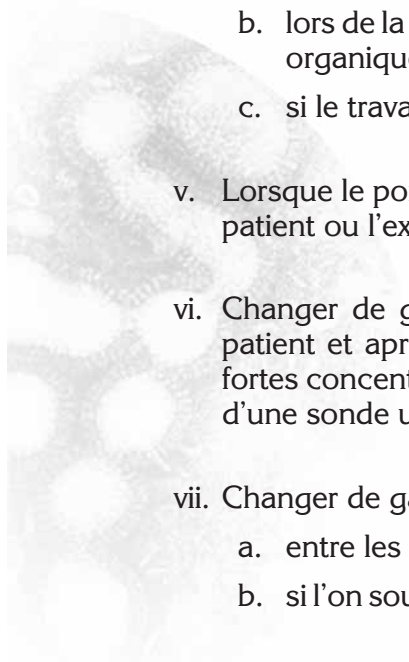 b. lors de la
organique
c. si le trava
v. Lorsque le po
patient ou l'ex
vi. Changer de g
patient et apr
fortes concent
d'une sonde u
vii. Changer de ga
a. entre les
b. si l'on sou